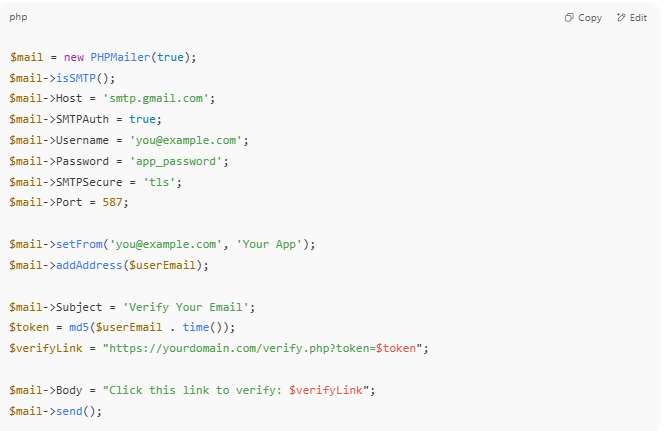 php
Copy
Edit
$mail = new PHPMailer(true);
$mail->isSMTP();
$mail->Host = 'smtp.gmail.com';
$mail->SMTPAuth = true;
$mail->Username = 'you@example.com';
$mail->Password = 'app_password';
$mail->SMTPSecure = 'tls';
$mail->Port = 587;
$mail->setFrom('you@example.com', 'Your App');
$mail->addAddress($userEmail);
$mail->Subject = 'Verify Your Email';
$token = md5($userEmail . time());
$verifyLink = "https://yourdomain.com/verify.php?token=$token";
$mail->Body = "Click this link to verify: $verifyLink";
$mail->send();